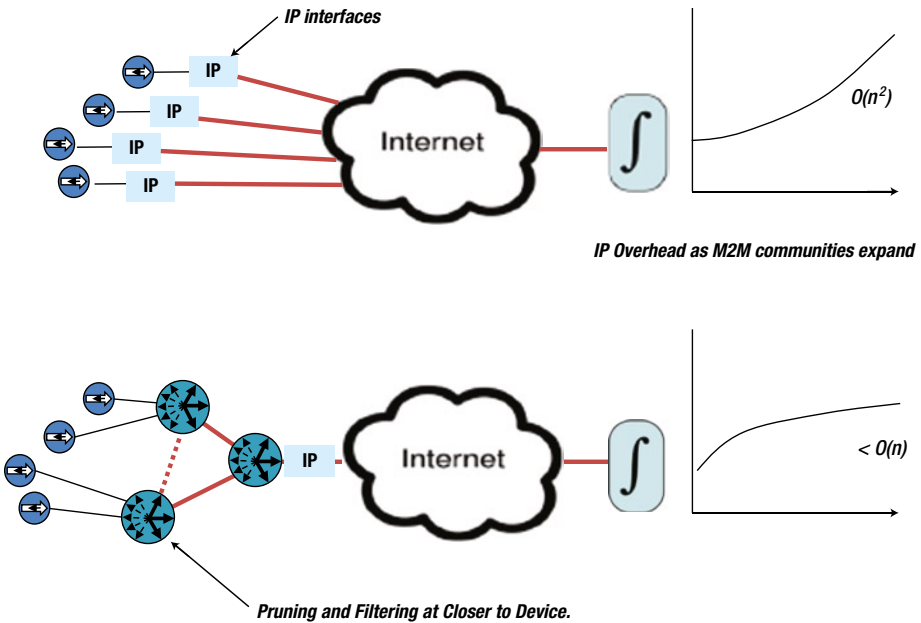 IP interfaces
IP
IP
IP
IP
Internet
∫
O(n²)
IP Overhead as M2M communities expand
IP
Internet
∫
< O(n)
Pruning and Filtering at Closer to Device.